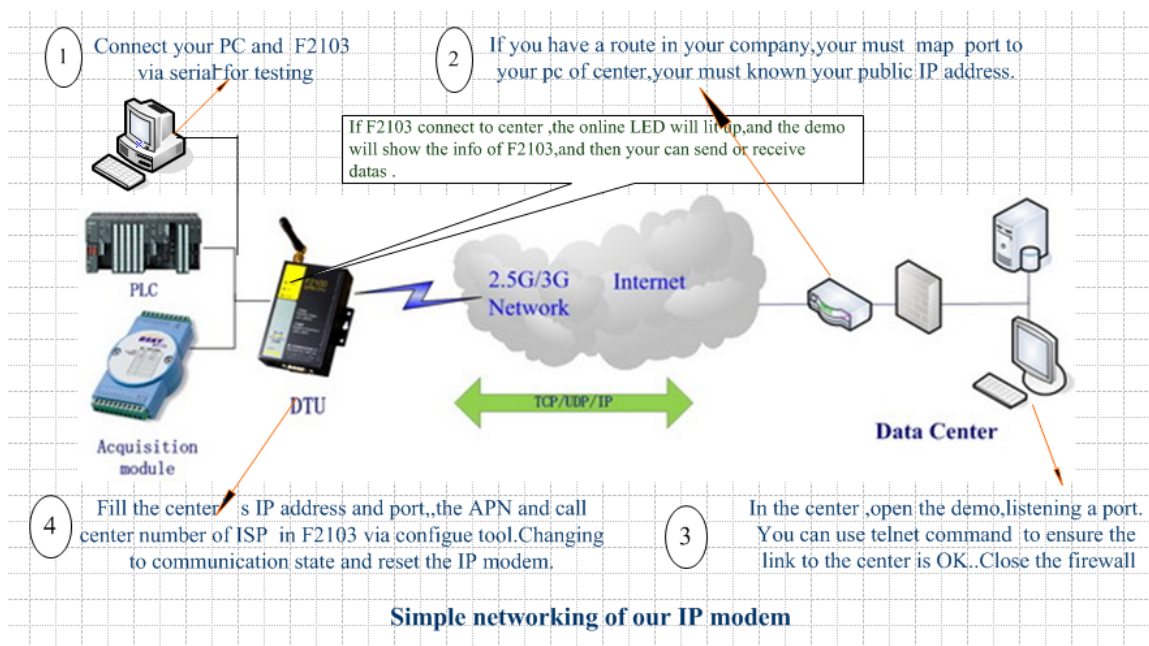 1
Connect your PC and F2103
via serial for testing
2
If you have a route in your company,your must map port to
your pc of center,your must known your public IP address.
If F2103 connect to center ,the online LED will lit up,and the demo
will show the info of F2103,and then your can send or receive
datas .
PLC
F2100
2.5G/3G
Network
Internet
DTU
TCP/UDP/IP
Data Center
Acquisition
module
4
Fill the center s IP address and port,,the APN and call
center number of ISP in F2103 via configue tool.Changing
to communication state and reset the IP modem.
3
In the center ,open the demo,listening a port.
You can use telnet command to ensure the
link to the center is OK..Close the firewall
Simple networking of our IP modem